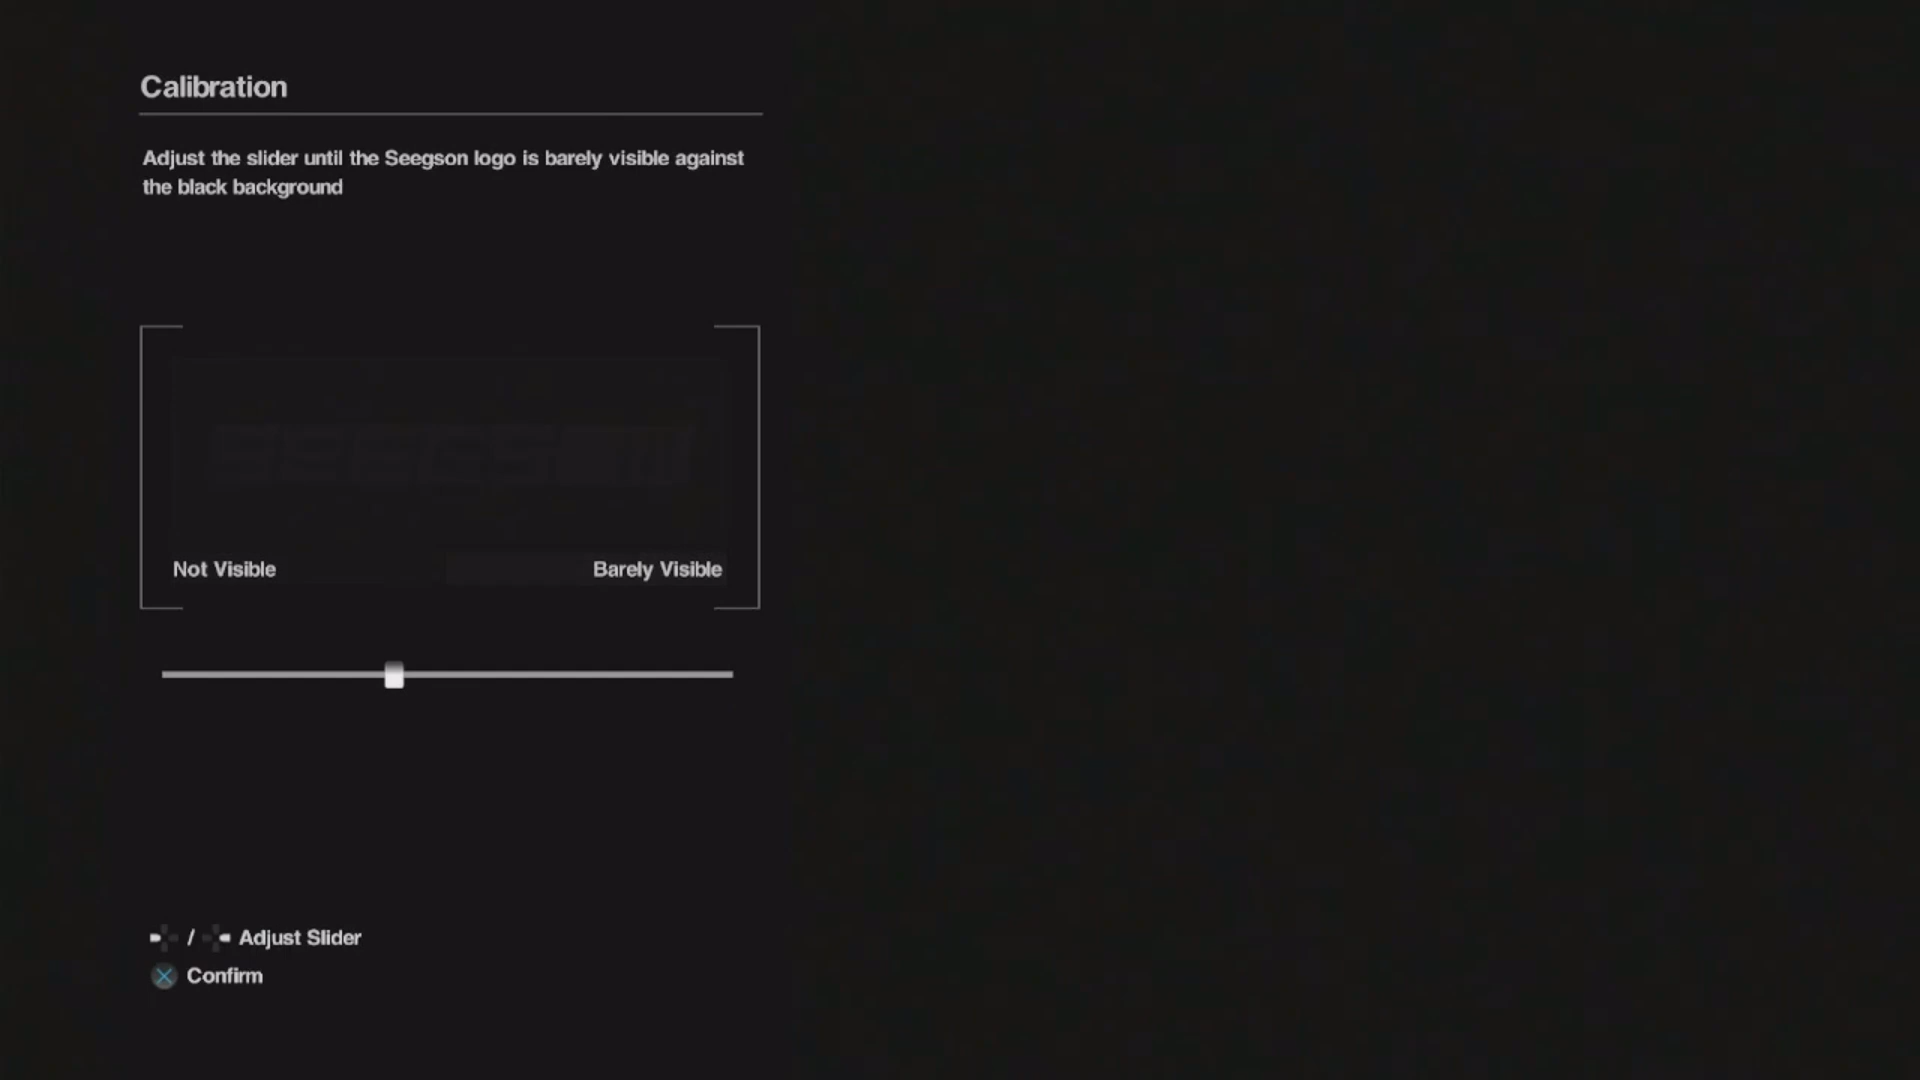 Calibration
Adjust the slider until the Seegson logo is barely visible against
the black background
SEEGSON
Not Visible
Barely Visible
/ Adjust Slider
Confirm